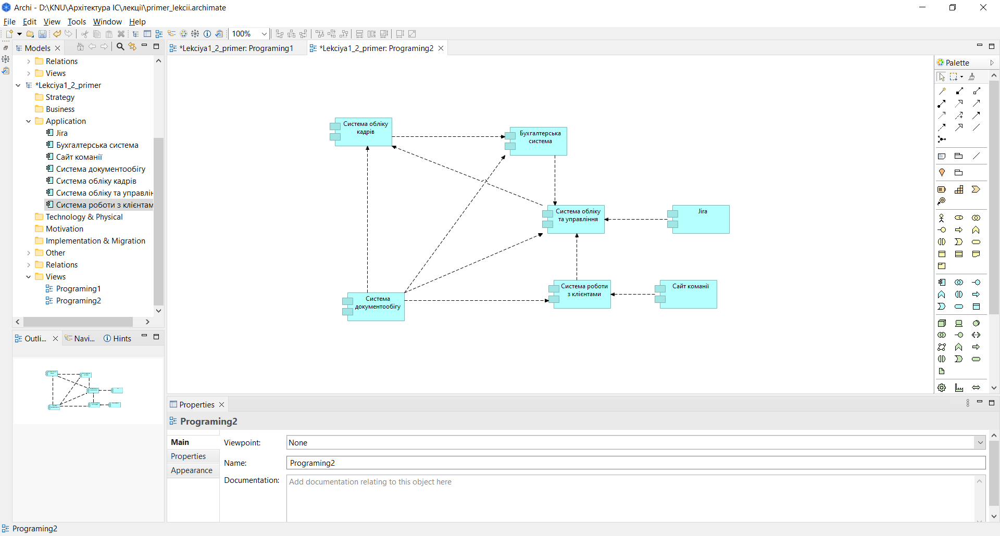 Archi - D:\KNU\Архітектура ІС\лекції\primer_lekcii.archimate
File Edit View Tools Window Help
100%
Models
*Lekciya1_2_primer: Programing1
*Lekciya1_2_primer: Programing2
Relations
Views
*Lekciya1_2_primer
Strategy
Business
Application
Jira
Бухгалтерська система
Сайт команії
Система документообігу
Система обліку кадрів
Система обліку та управлін
Система роботи з клієнтам
Technology & Physical
Motivation
Implementation & Migration
Other
Relations
Views
Programing1
Programing2
Система обліку
кадрів
Бухгалтерська
система
Система обліку
та управління
Jira
Система роботи
з клієнтами
Сайт команії
Система
документообігу
Palette
Outli...
Navi...
Hints
Properties
Programing2
Main
Properties
Appearance
Viewpoint:
None
Name:
Programing2
Documentation:
Add documentation relating to this object here
Programing2